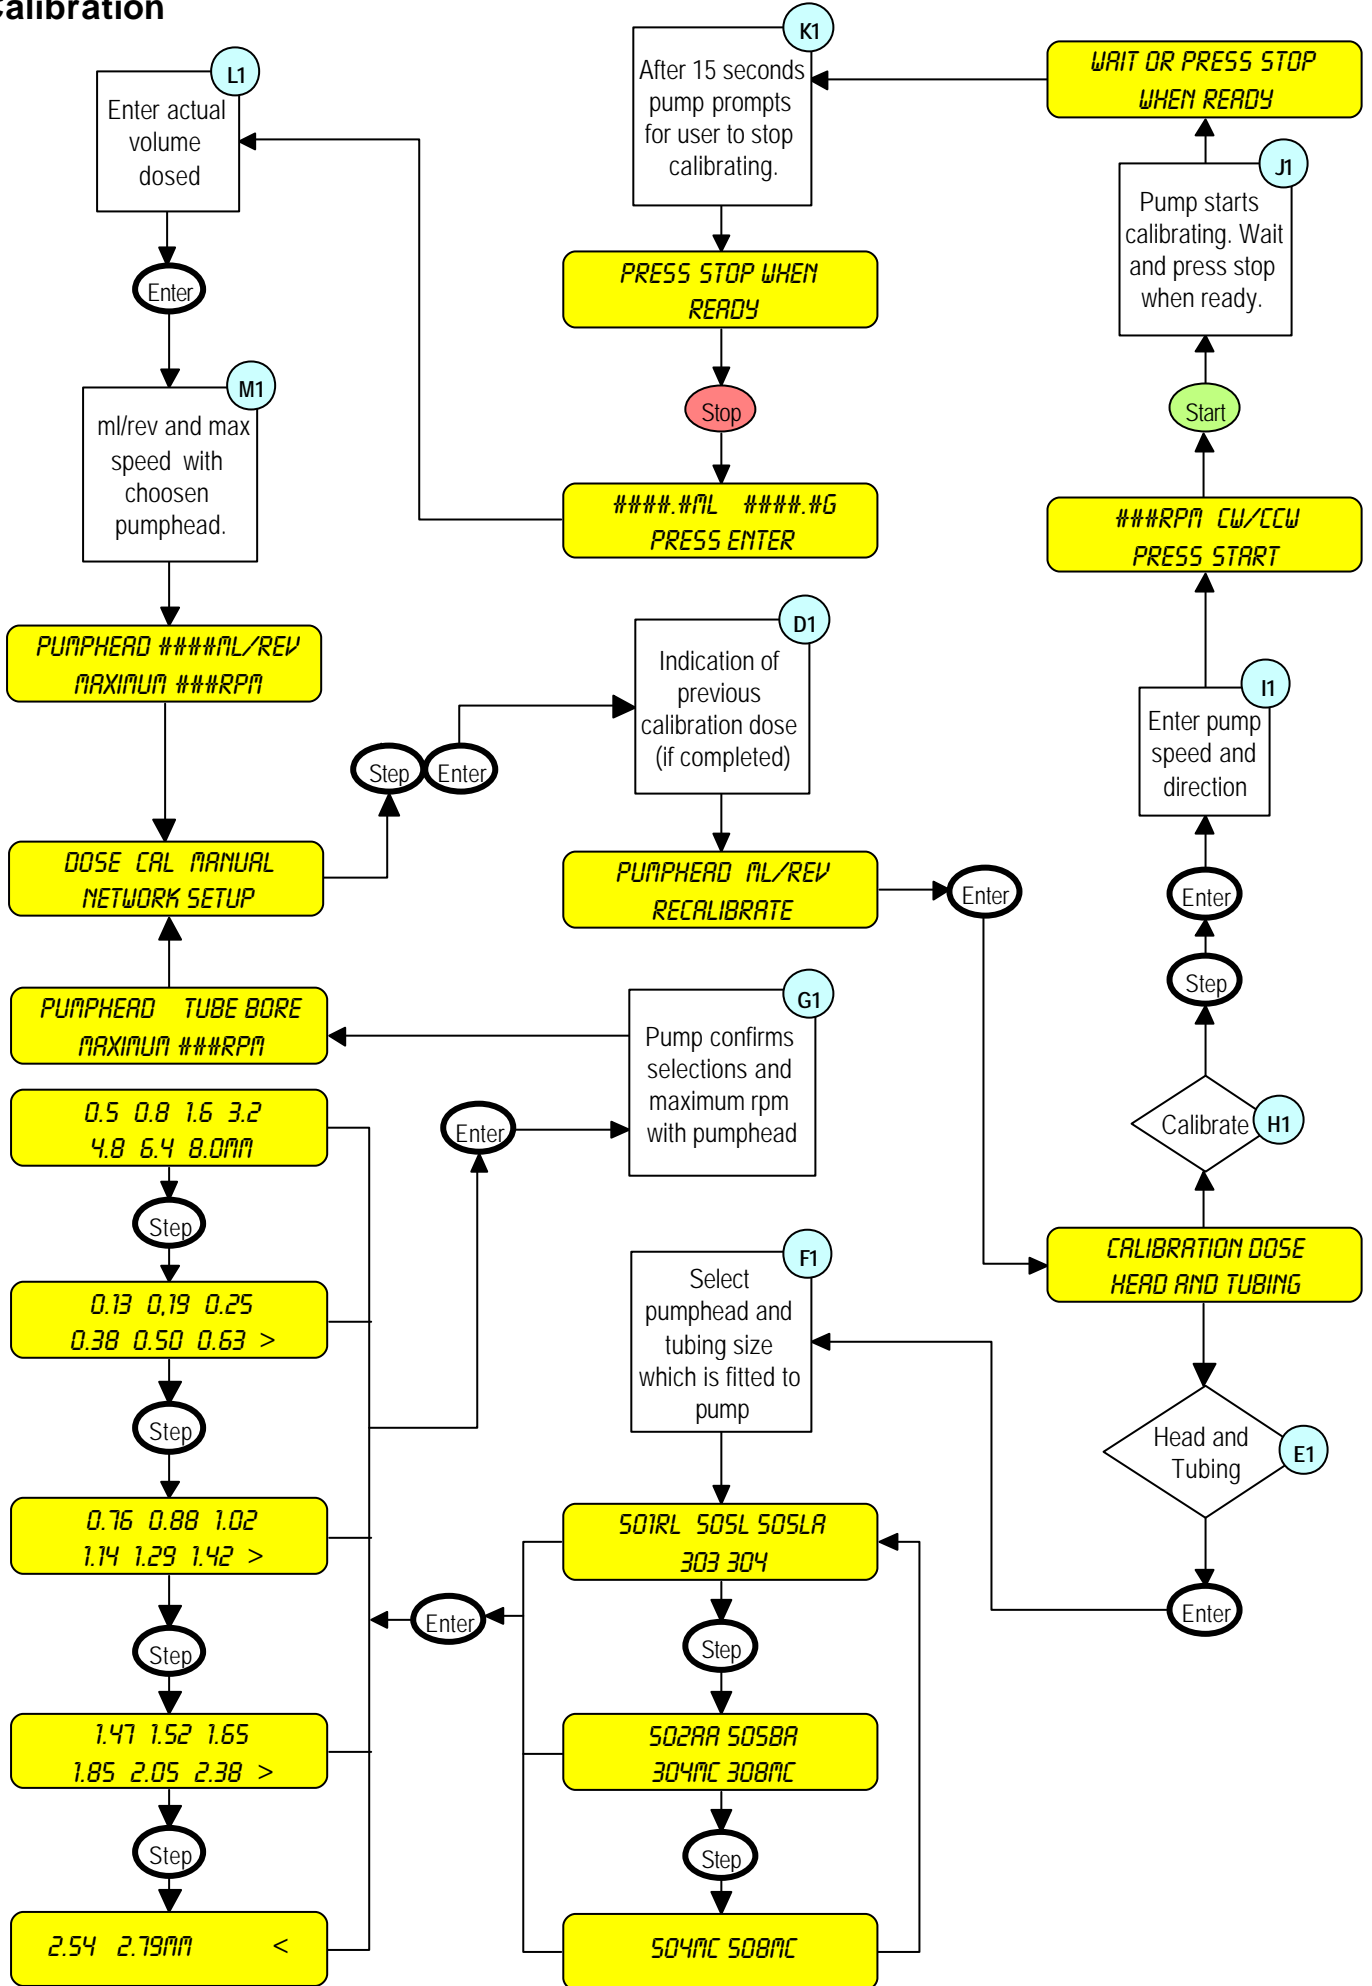 Calibration
L1
Enter actual
volume
dosed
Enter
M1
ml/rev and max
speed with
choosen
pumphead.
PUMPHEAD ####ML/REV
MAXIMUM ###RPM
DOSE CAL MANUAL
NETWORK SETUP
PUMPHEAD TUBE BORE
MAXIMUM ###RPM
0.5 0.8 1.6 3.2
4.8 6.4 8.0MM
Step
0.13 0,19 0.25
0.38 0.50 0.63 >
Step
0.76 0.88 1.02
1.14 1.29 1.42 >
Step
1.47 1.52 1.65
1.85 2.05 2.38 >
Step
2.54 2.79MM <
K1
After 15 seconds
pump prompts
for user to stop
calibrating.
PRESS STOP WHEN
READY
Stop
####.#ML ####.#G
PRESS ENTER
Step
Enter
D1
Indication of
previous
calibration dose
(if completed)
PUMPHEAD ML/REV
RECALIBRATE
Enter
G1
Pump confirms
selections and
maximum rpm
with pumphead
Enter
F1
Select
pumphead and
tubing size
which is fitted to
pump
501RL 505L 505LA
303 304
Enter
Step
502AA 505BA
304MC 308MC
Step
504MC 508MC
WAIT OR PRESS STOP
WHEN READY
J1
Pump starts
calibrating. Wait
and press stop
when ready.
Start
###RPM CW/CCW
PRESS START
I1
Enter pump
speed and
direction
Enter
Step
Calibrate
H1
CALIBRATION DOSE
HEAD AND TUBING
Head and
Tubing
E1
Enter